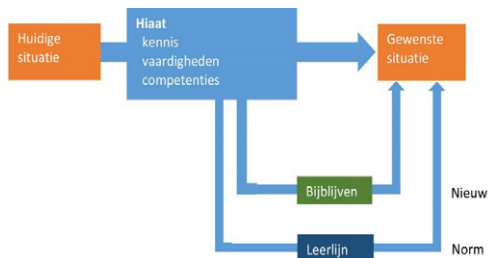 Huidige
situatie
Hiaat
kennis
vaardigheden
competenties
Gewenste
situatie
Bijblijven
Nieuw
Leerlijn
Norm